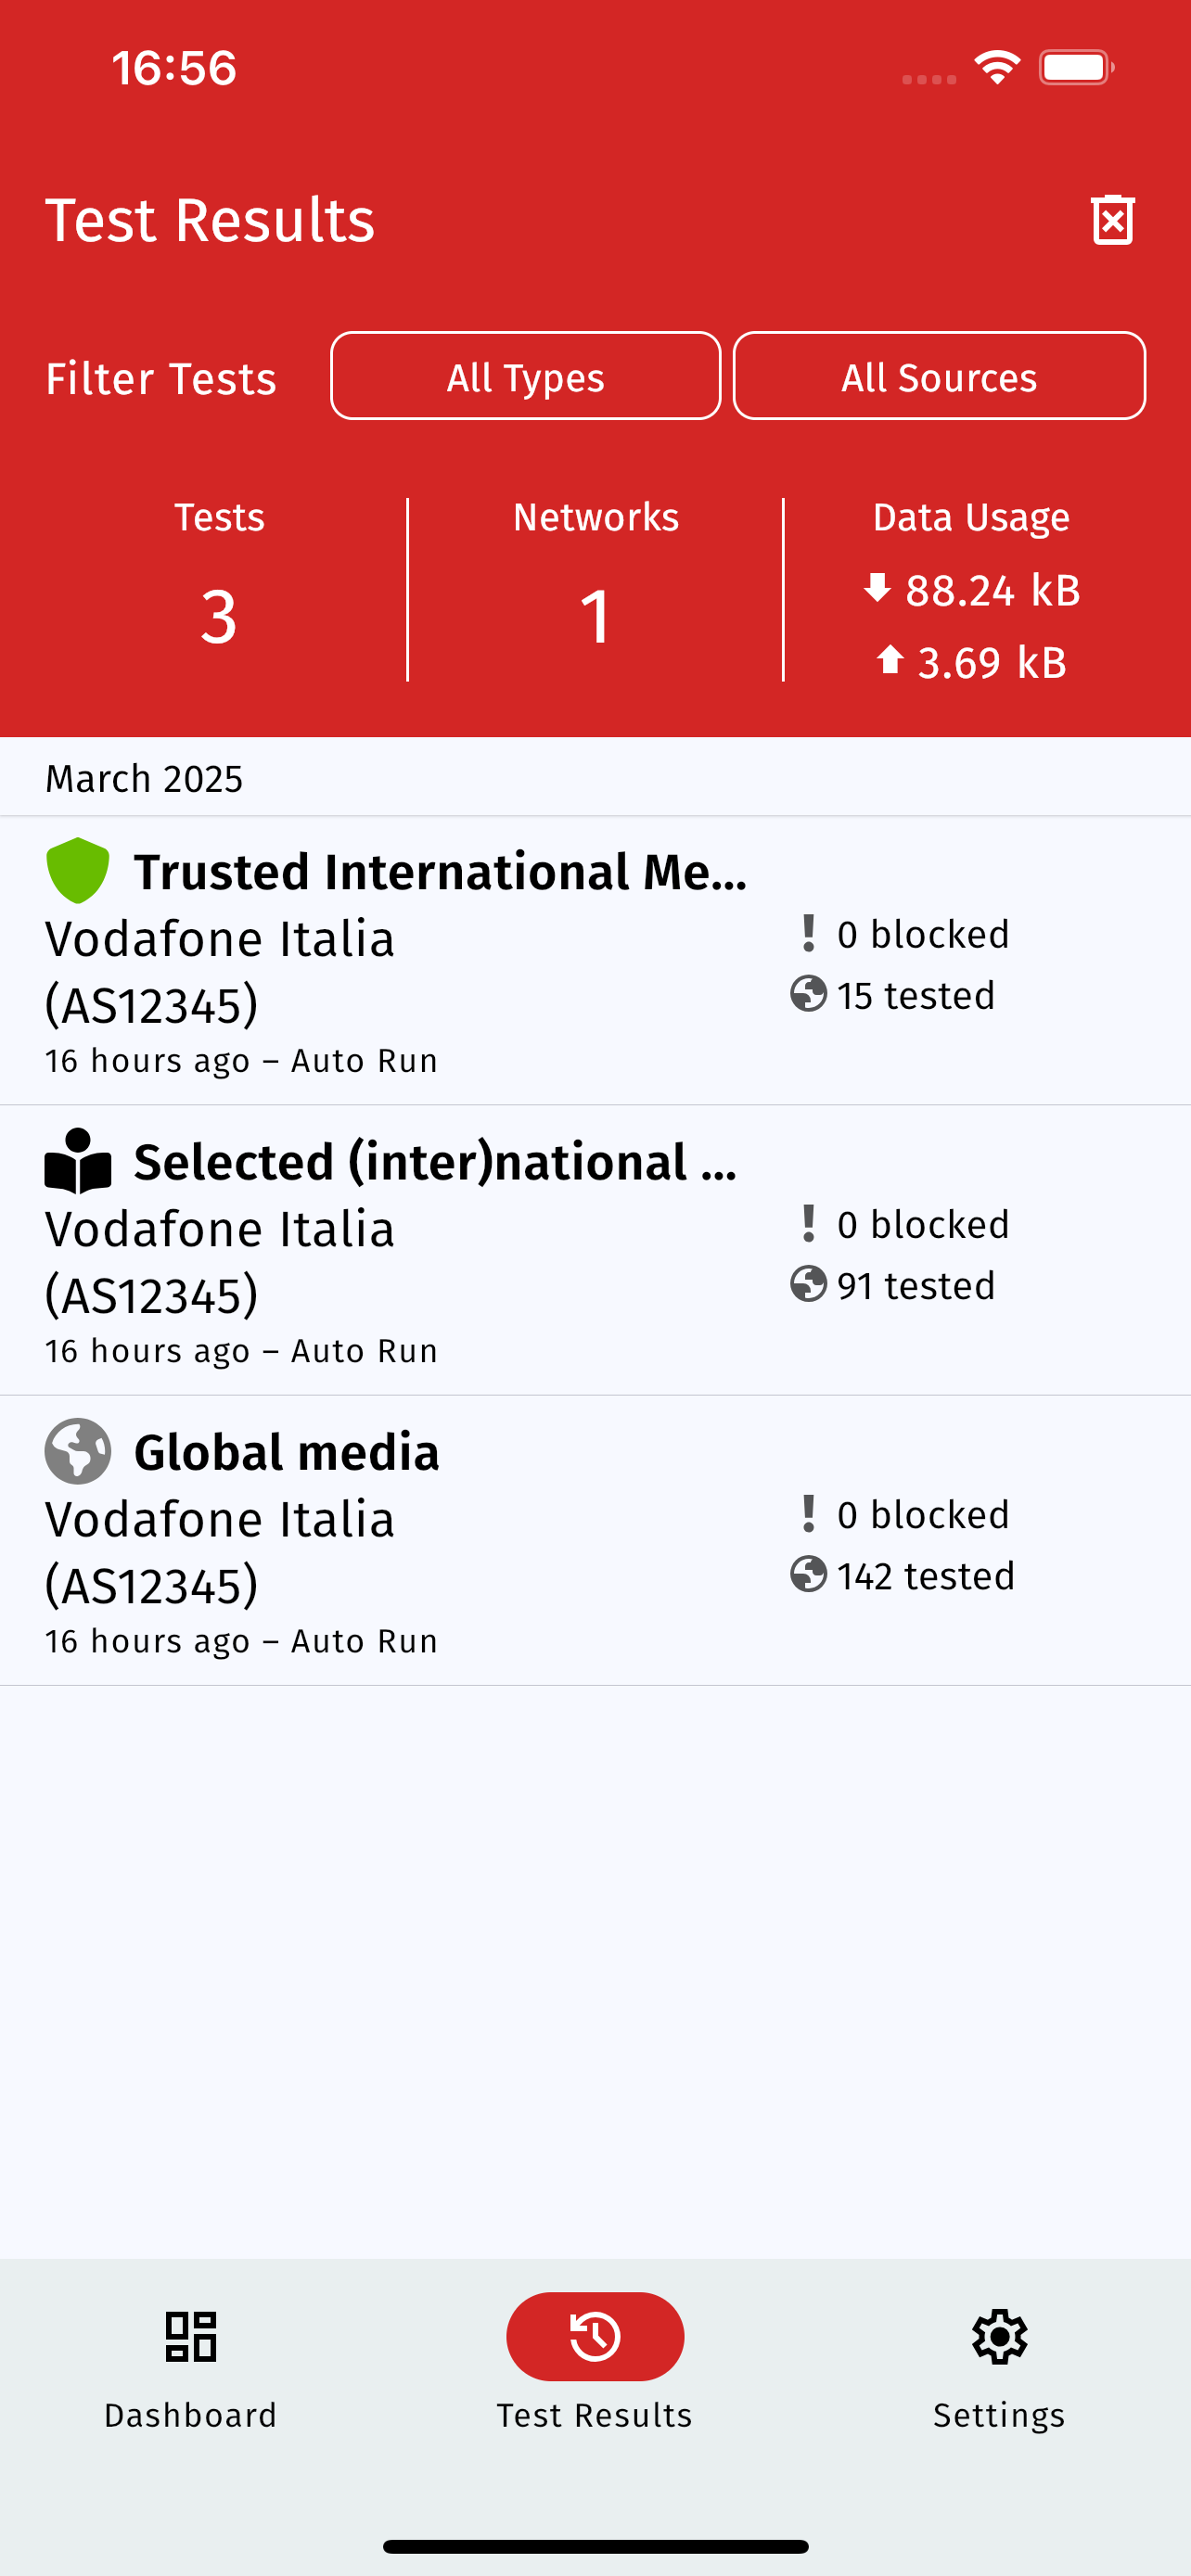 16:56
Test Results
Filter Tests
All Types
All Sources
Tests
3
Networks
1
Data Usage
88.24 kB
3.69 kB
March 2025
Trusted International Me...
Vodafone Italia
(AS12345)
16 hours ago – Auto Run
0 blocked
15 tested
Selected (inter)national ...
Vodafone Italia
(AS12345)
16 hours ago – Auto Run
0 blocked
91 tested
Global media
Vodafone Italia
(AS12345)
16 hours ago – Auto Run
0 blocked
142 tested
Dashboard
Test Results
Settings